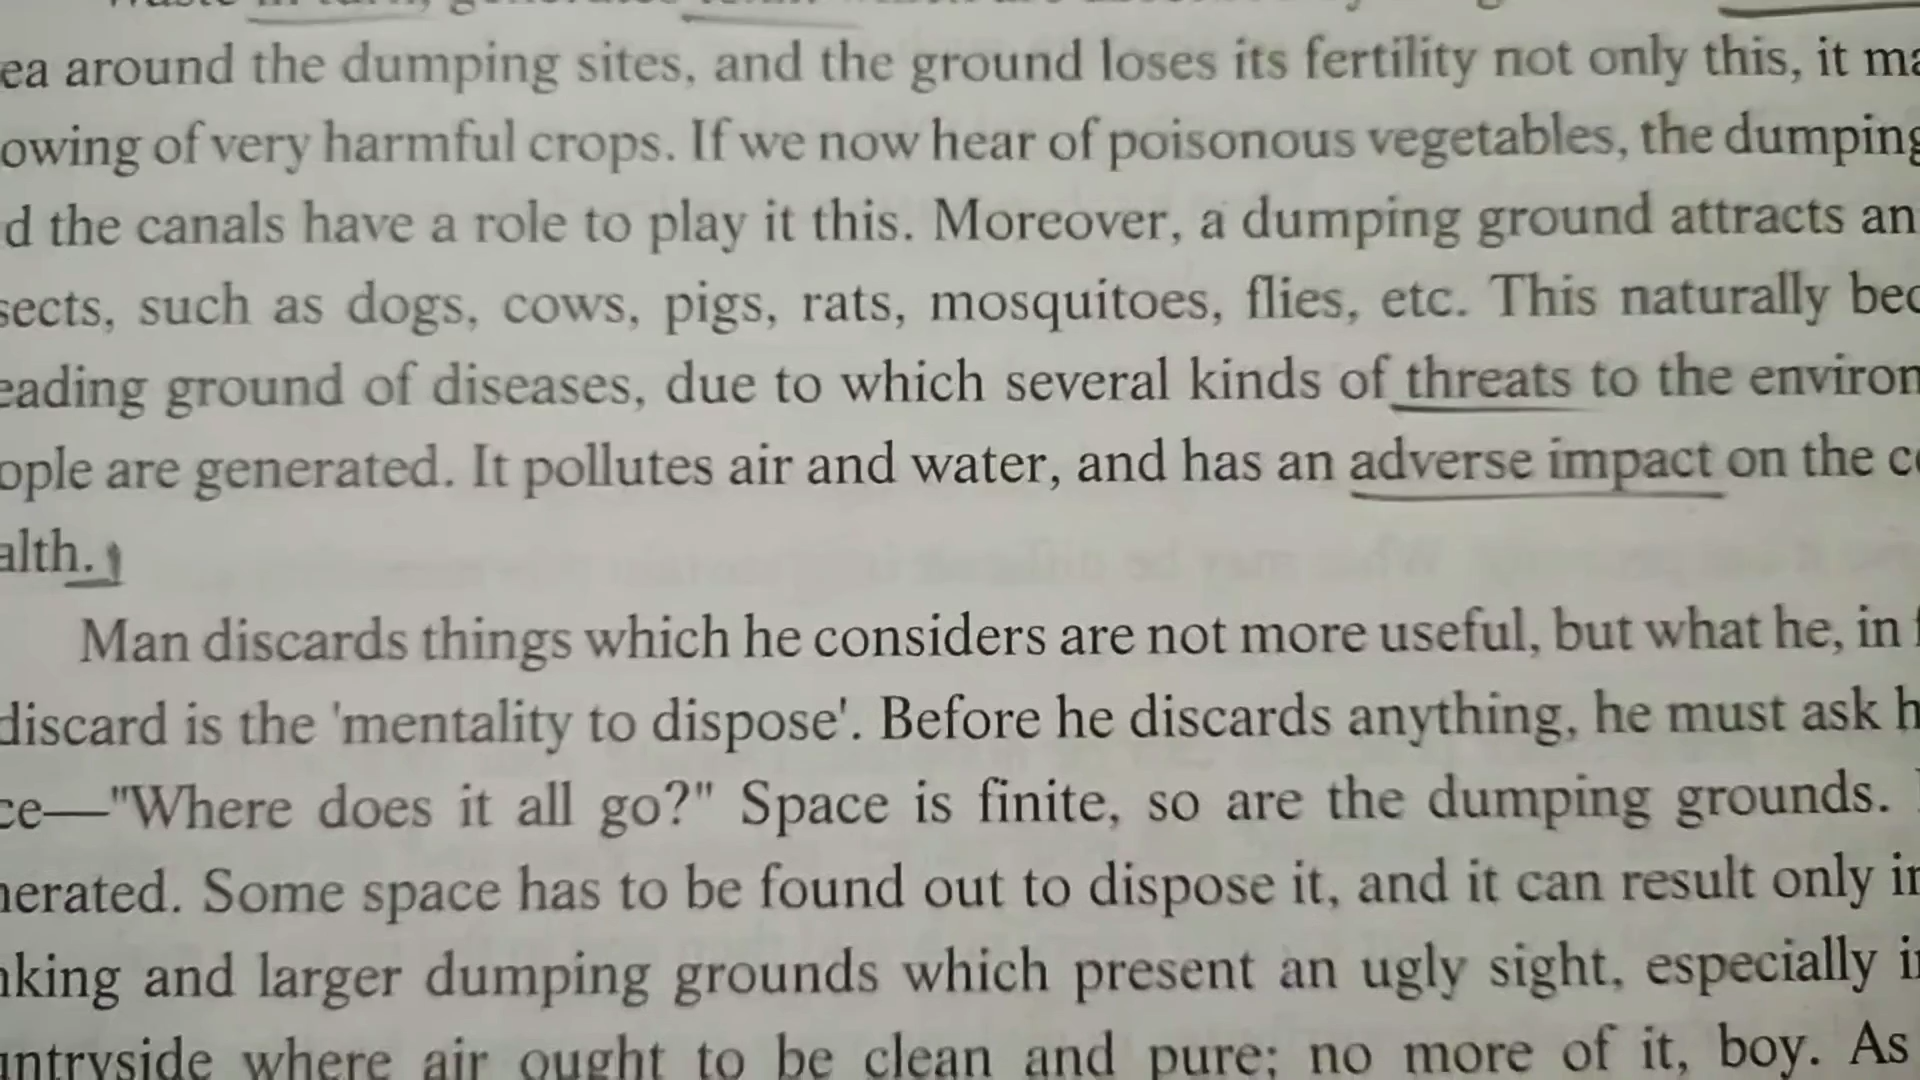 ea around the dumping sites, and the ground loses its fertility not only this, it ma
owing of very harmful crops. If we now hear of poisonous vegetables, the dumping
d the canals have a role to play it this. Moreover, a dumping ground attracts an
sects, such as dogs, cows, pigs, rats, mosquitoes, flies, etc. This naturally bec
eading ground of diseases, due to which several kinds of threats to the environ
ople are generated. It pollutes air and water, and has an adverse impact on the co
alth.
Man discards things which he considers are not more useful, but what he, in f
discard is the 'mentality to dispose'. Before he discards anything, he must ask h
ce—"Where does it all go?" Space is finite, so are the dumping grounds.
nerated. Some space has to be found out to dispose it, and it can result only in
nking and larger dumping grounds which present an ugly sight, especially in
untryside where air ought to be clean and pure; no more of it, boy. As